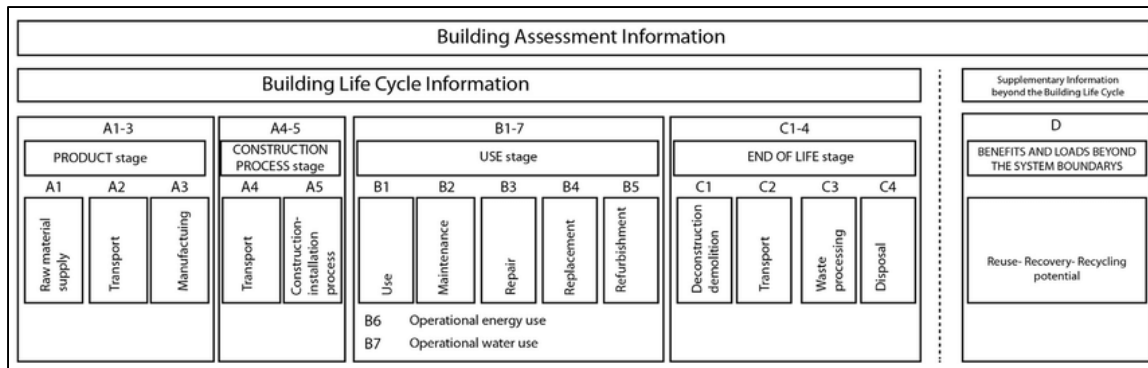 Building Assessment Information
Building Life Cycle Information
Supplementary Information
beyond the Building Life Cycle
A1-3
PRODUCT stage
A1
A2
A3
Raw material
supply
Transport
Manufactuing
A4-5
CONSTRUCTION
PROCESS stage
A4
A5
Transport
Construction-
installation
process
B1-7
USE stage
B1
B2
B3
B4
B5
Use
Maintenance
Repair
Replacement
Refurbishment
B6 Operational energy use
B7 Operational water use
C1-4
END OF LIFE stage
C1
C2
C3
C4
Deconstruction
demolition
Transport
Waste
processing
Disposal
D
BENEFITS AND LOADS BEYOND
THE SYSTEM BOUNDARYS
Reuse- Recovery- Recycling
potential